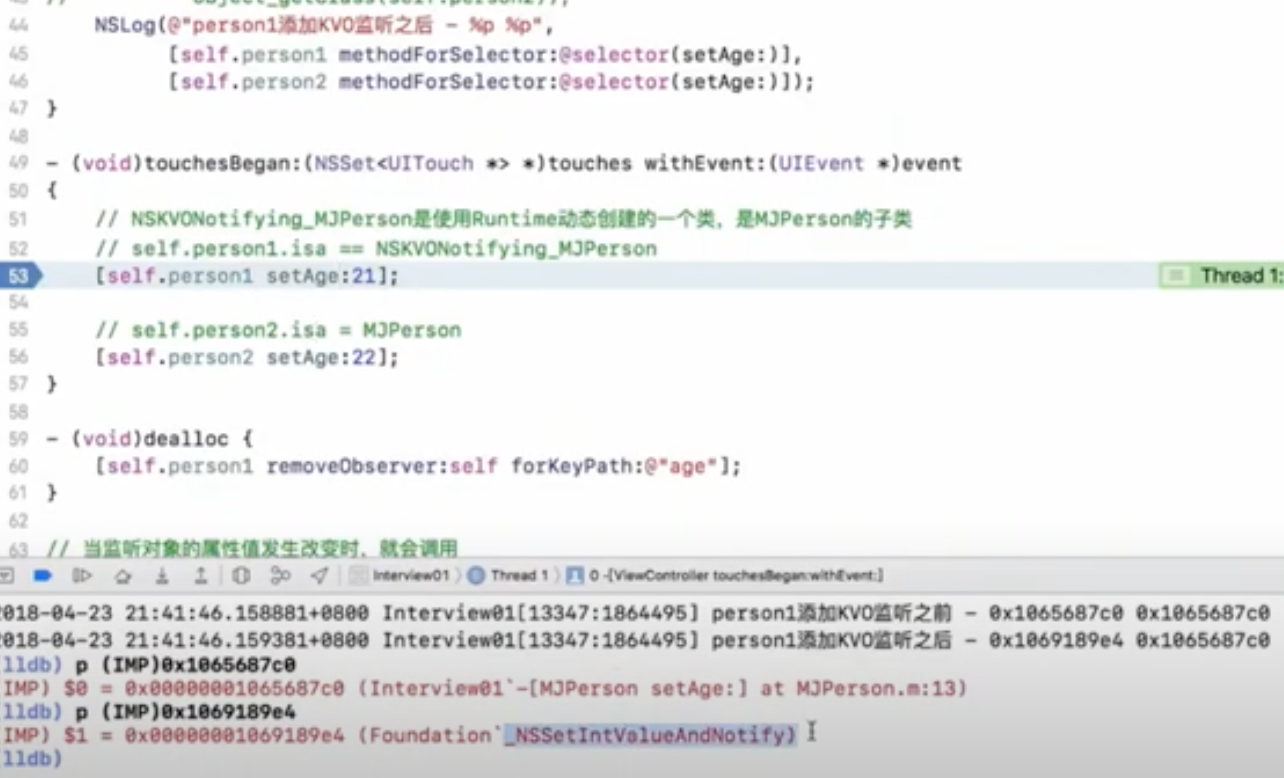 44 NSLog(@"person1添加KVO监听之后 - %p %p",
45 [self.person1 methodForSelector:@selector(setAge:)],
46 [self.person2 methodForSelector:@selector(setAge:)]);
47 }
48
49 - (void)touchesBegan:(NSSet<UITouch *> *)touches withEvent:(UIEvent *)event
50 {
51 // NSKVONotifying_MJPerson是使用Runtime动态创建的一个类，是MJPerson的子类
52 // self.person1.isa == NSKVONotifying_MJPerson
53 [self.person1 setAge:21]; Thread 1:
54
55 // self.person2.isa = MJPerson
56 [self.person2 setAge:22];
57 }
58
59 - (void)dealloc {
60 [self.person1 removeObserver:self forKeyPath:@"age"];
61 }
62
63 // 当监听对象的属性值发生改变时，就会调用
Interview01 Thread 1 0 -[ViewController touchesBegan:withEvent:]
018-04-23 21:41:46.158881+0800 Interview01[13347:1864495] person1添加KVO监听之前 - 0x1065687c0 0x1065687c0
018-04-23 21:41:46.159381+0800 Interview01[13347:1864495] person1添加KVO监听之后 - 0x1069189e4 0x1065687c0
lldb) p (IMP)0x1065687c0
IMP) $0 = 0x00000001065687c0 (Interview01`-[MJPerson setAge:] at MJPerson.m:13)
lldb) p (IMP)0x1069189e4
IMP) $1 = 0x00000001069189e4 (Foundation`_NSSetIntValueAndNotify)
lldb)